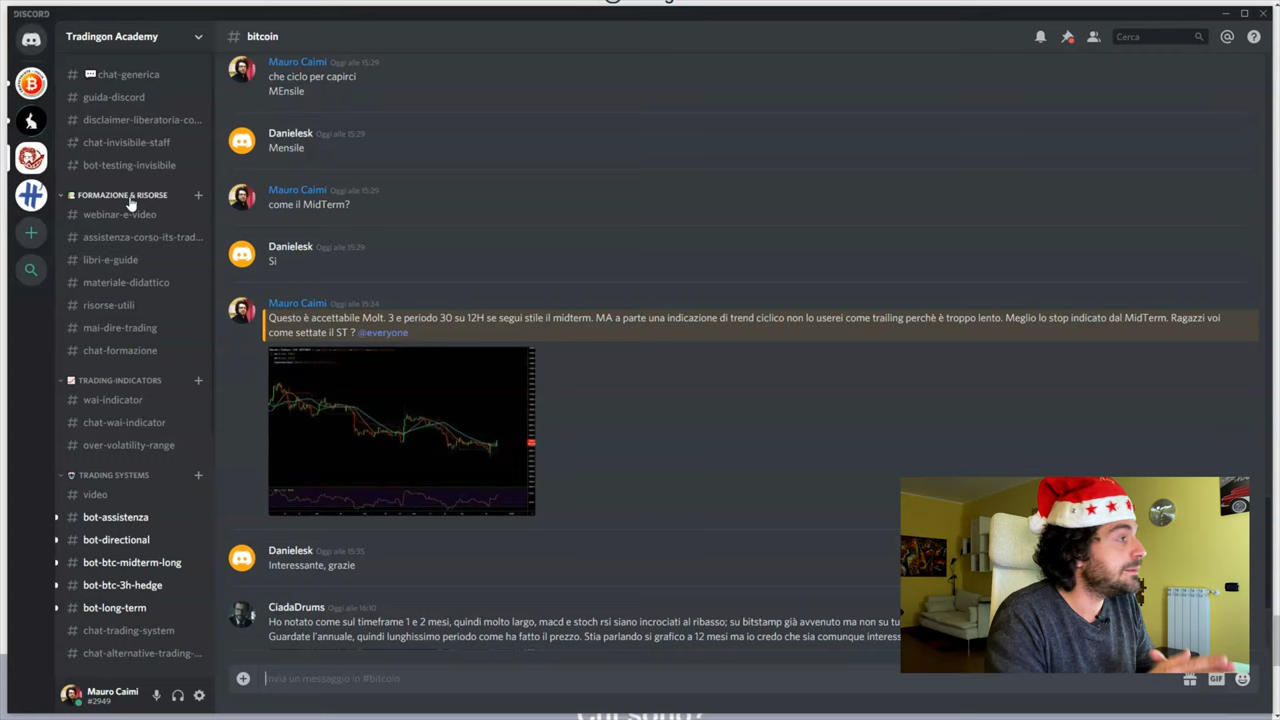 DISCORD
Tradingon Academy
# bitcoin
Cerca
# 💬chat-generica
# guida-discord
# disclaimer-liberatoria-co...
# chat-invisibile-staff
# bot-testing-invisibile
FORMAZIONE & RISORSE
# webinar-e-video
# assistenza-corso-its-trad...
# libri-e-guide
# materiale-didattico
# risorse-utili
# mai-dire-trading
# chat-formazione
TRADING-INDICATORS
# wai-indicator
# chat-wai-indicator
# over-volatility-range
TRADING SYSTEMS
# video
# bot-assistenza
# bot-directional
# bot-btc-midterm-long
# bot-btc-3h-hedge
# bot-long-term
# chat-trading-system
# chat-alternative-trading-...
Mauro Caimi
#2949
Mauro Caimi Oggi alle 15:29
che ciclo per capirci
MEnsile
Danielesk Oggi alle 15:29
Mensile
Mauro Caimi Oggi alle 15:29
come il MidTerm?
Danielesk Oggi alle 15:29
Si
Mauro Caimi Oggi alle 15:34
Questo è accettabile Molt. 3 e periodo 30 su 12H se segui stile il midterm. MA a parte una indicazione di trend ciclico non lo userei come trailing perchè è troppo lento. Meglio lo stop indicato dal MidTerm. Ragazzi voi
come settate il ST ? @everyone
Danielesk Oggi alle 15:35
Interessante, grazie
CiadaDrums Oggi alle 16:10
Ho notato come sul timeframe 1 e 2 mesi, quindi molto largo, macd e stoch rsi siano incrociati al ribasso; su bitstamp già avvenuto ma non su
Guardate l'annuale, quindi lunghissimo periodo come ha fatto il prezzo. Stia parlando si grafico a 12 mesi ma io credo che sia comunque interess
Invia un messaggio in #bitcoin
GIF